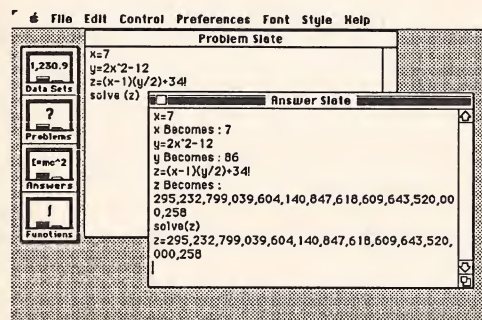 File Edit Control Preferences Font Style Help
Problem Slate
1,230.9
Data Sets
?
Problems
E=mc^2
Answers
∫
Functions
x=7
y=2x^2-12
z=(x-1)(y/2)+34!
solve (z)
Answer Slate
x=7
x Becomes : 7
y=2x^2-12
y Becomes : 86
z=(x-1)(y/2)+34!
z Becomes :
295,232,799,039,604,140,847,618,609,643,520,00
0,258
solve(z)
z=295,232,799,039,604,140,847,618,609,643,520,
000,258